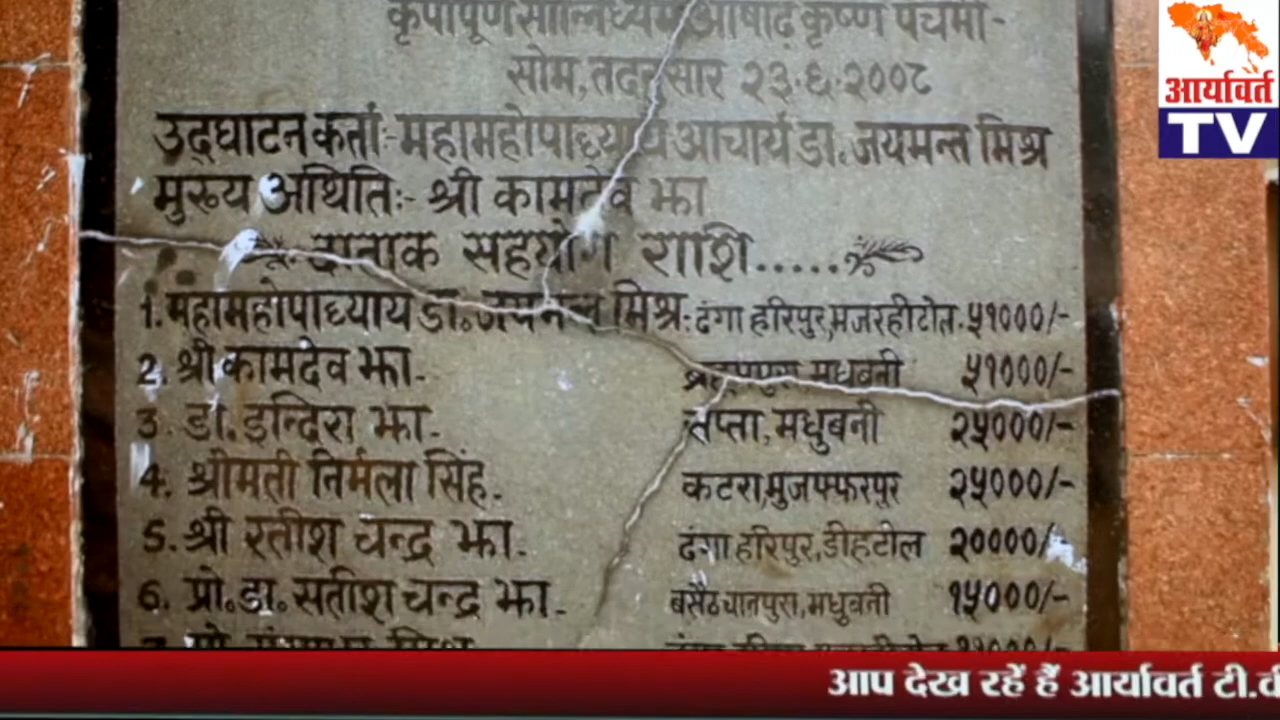 कृपापूर्ण सान्निध्यम् आषाढ़ कृष्ण पंचमी-
सोम, तदनुसार २३.६.२००८
उद्घाटन कर्ता:- महामहोपाध्याय आचार्य डा. जयमन्त मिश्र
मुख्य अथिति:- श्री कामदेव झा
दाताक सहयोग राशि.....
1. महामहोपाध्याय डा. जयमन्त मिश्र: ढंगा हरिपुर, मजरहीटोल. ५१०००/-
2. श्री कामदेव झा- मधुबनी ५१०००/-
3. डा. इन्दिरा झा- तप्ता, मधुबनी २५०००/-
4. श्रीमती निर्मला सिंह. कटरा, मुजफ्फरपूर २५०००/-
5. श्री रतीश चन्द्र झा. ढंगा हरिपुर, डीहटोल २००००/-
6. प्रो. डा. सतीश चन्द्र झा- बसैठ चानपुरा, मधुबनी १५०००/-
आर्यावर्त
TV
आप देख रहें हैं आर्यावर्त टी.वी